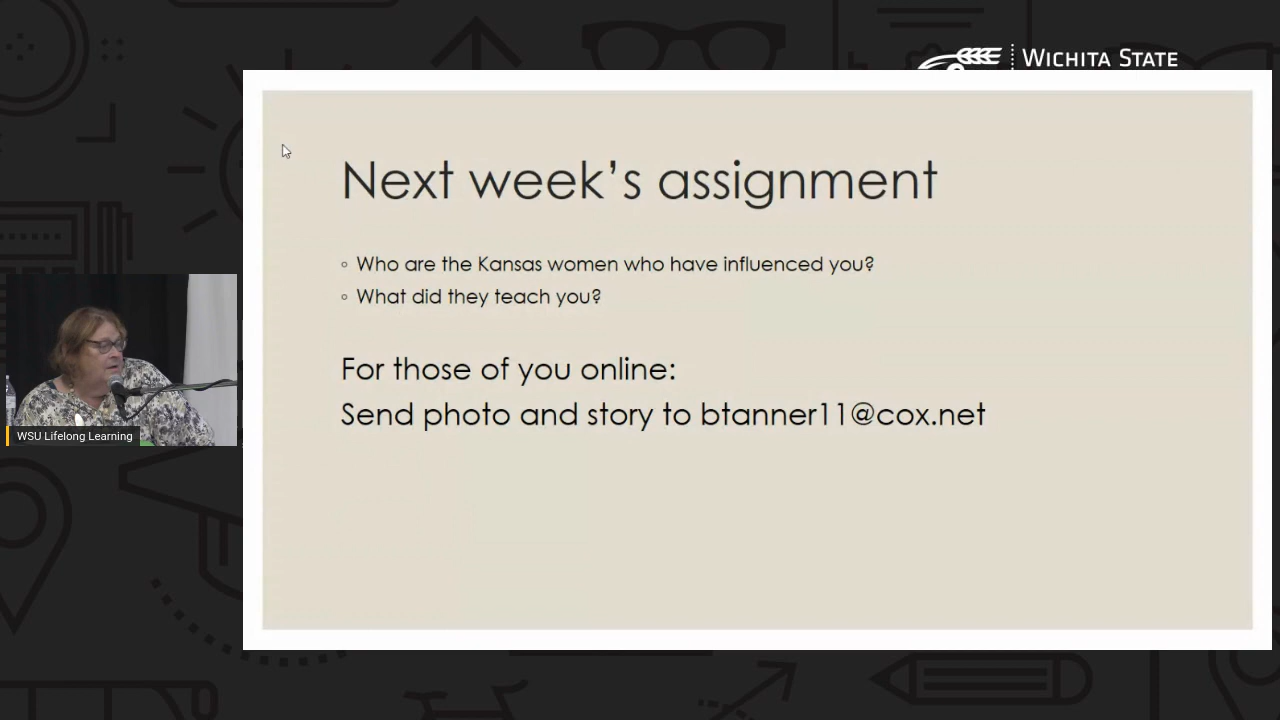 WICHITA STATE
Next week's assignment
◦ Who are the Kansas women who have influenced you?
◦ What did they teach you?
For those of you online:
Send photo and story to btanner11@cox.net
WSU Lifelong Learning